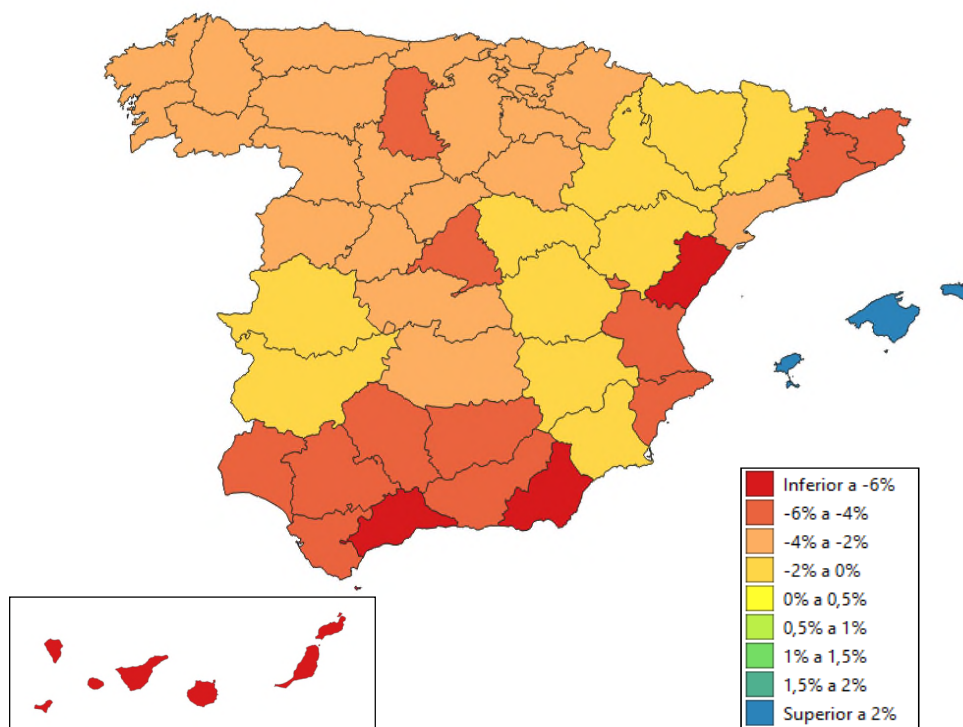 Inferior a -6%
-6% a -4%
-4% a -2%
-2% a 0%
0% a 0,5%
0,5% a 1%
1% a 1,5%
1,5% a 2%
Superior a 2%